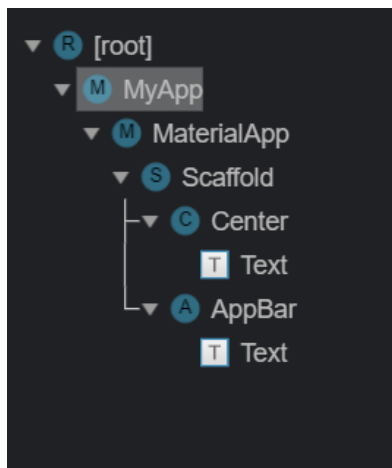 R [root]
M MyApp
M MaterialApp
S Scaffold
C Center
T Text
A AppBar
T Text